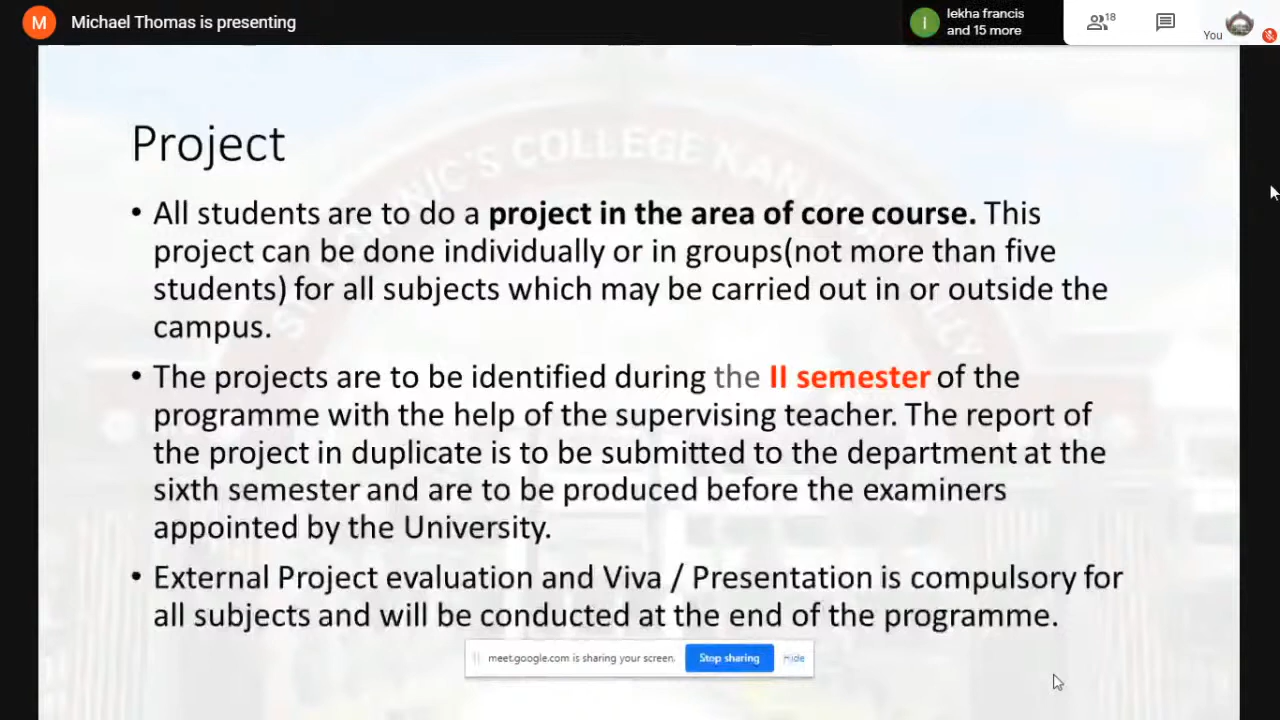 M
Michael Thomas is presenting
l
lekha francis
and 15 more
18
You
ST DOMINIC'S COLLEGE KANJIRAPALLY
Project
• All students are to do a project in the area of core course. This
project can be done individually or in groups(not more than five
students) for all subjects which may be carried out in or outside the
campus.
• The projects are to be identified during the II semester of the
programme with the help of the supervising teacher. The report of
the project in duplicate is to be submitted to the department at the
sixth semester and are to be produced before the examiners
appointed by the University.
• External Project evaluation and Viva / Presentation is compulsory for
all subjects and will be conducted at the end of the programme.
meet.google.com is sharing your screen.
Stop sharing
Hide